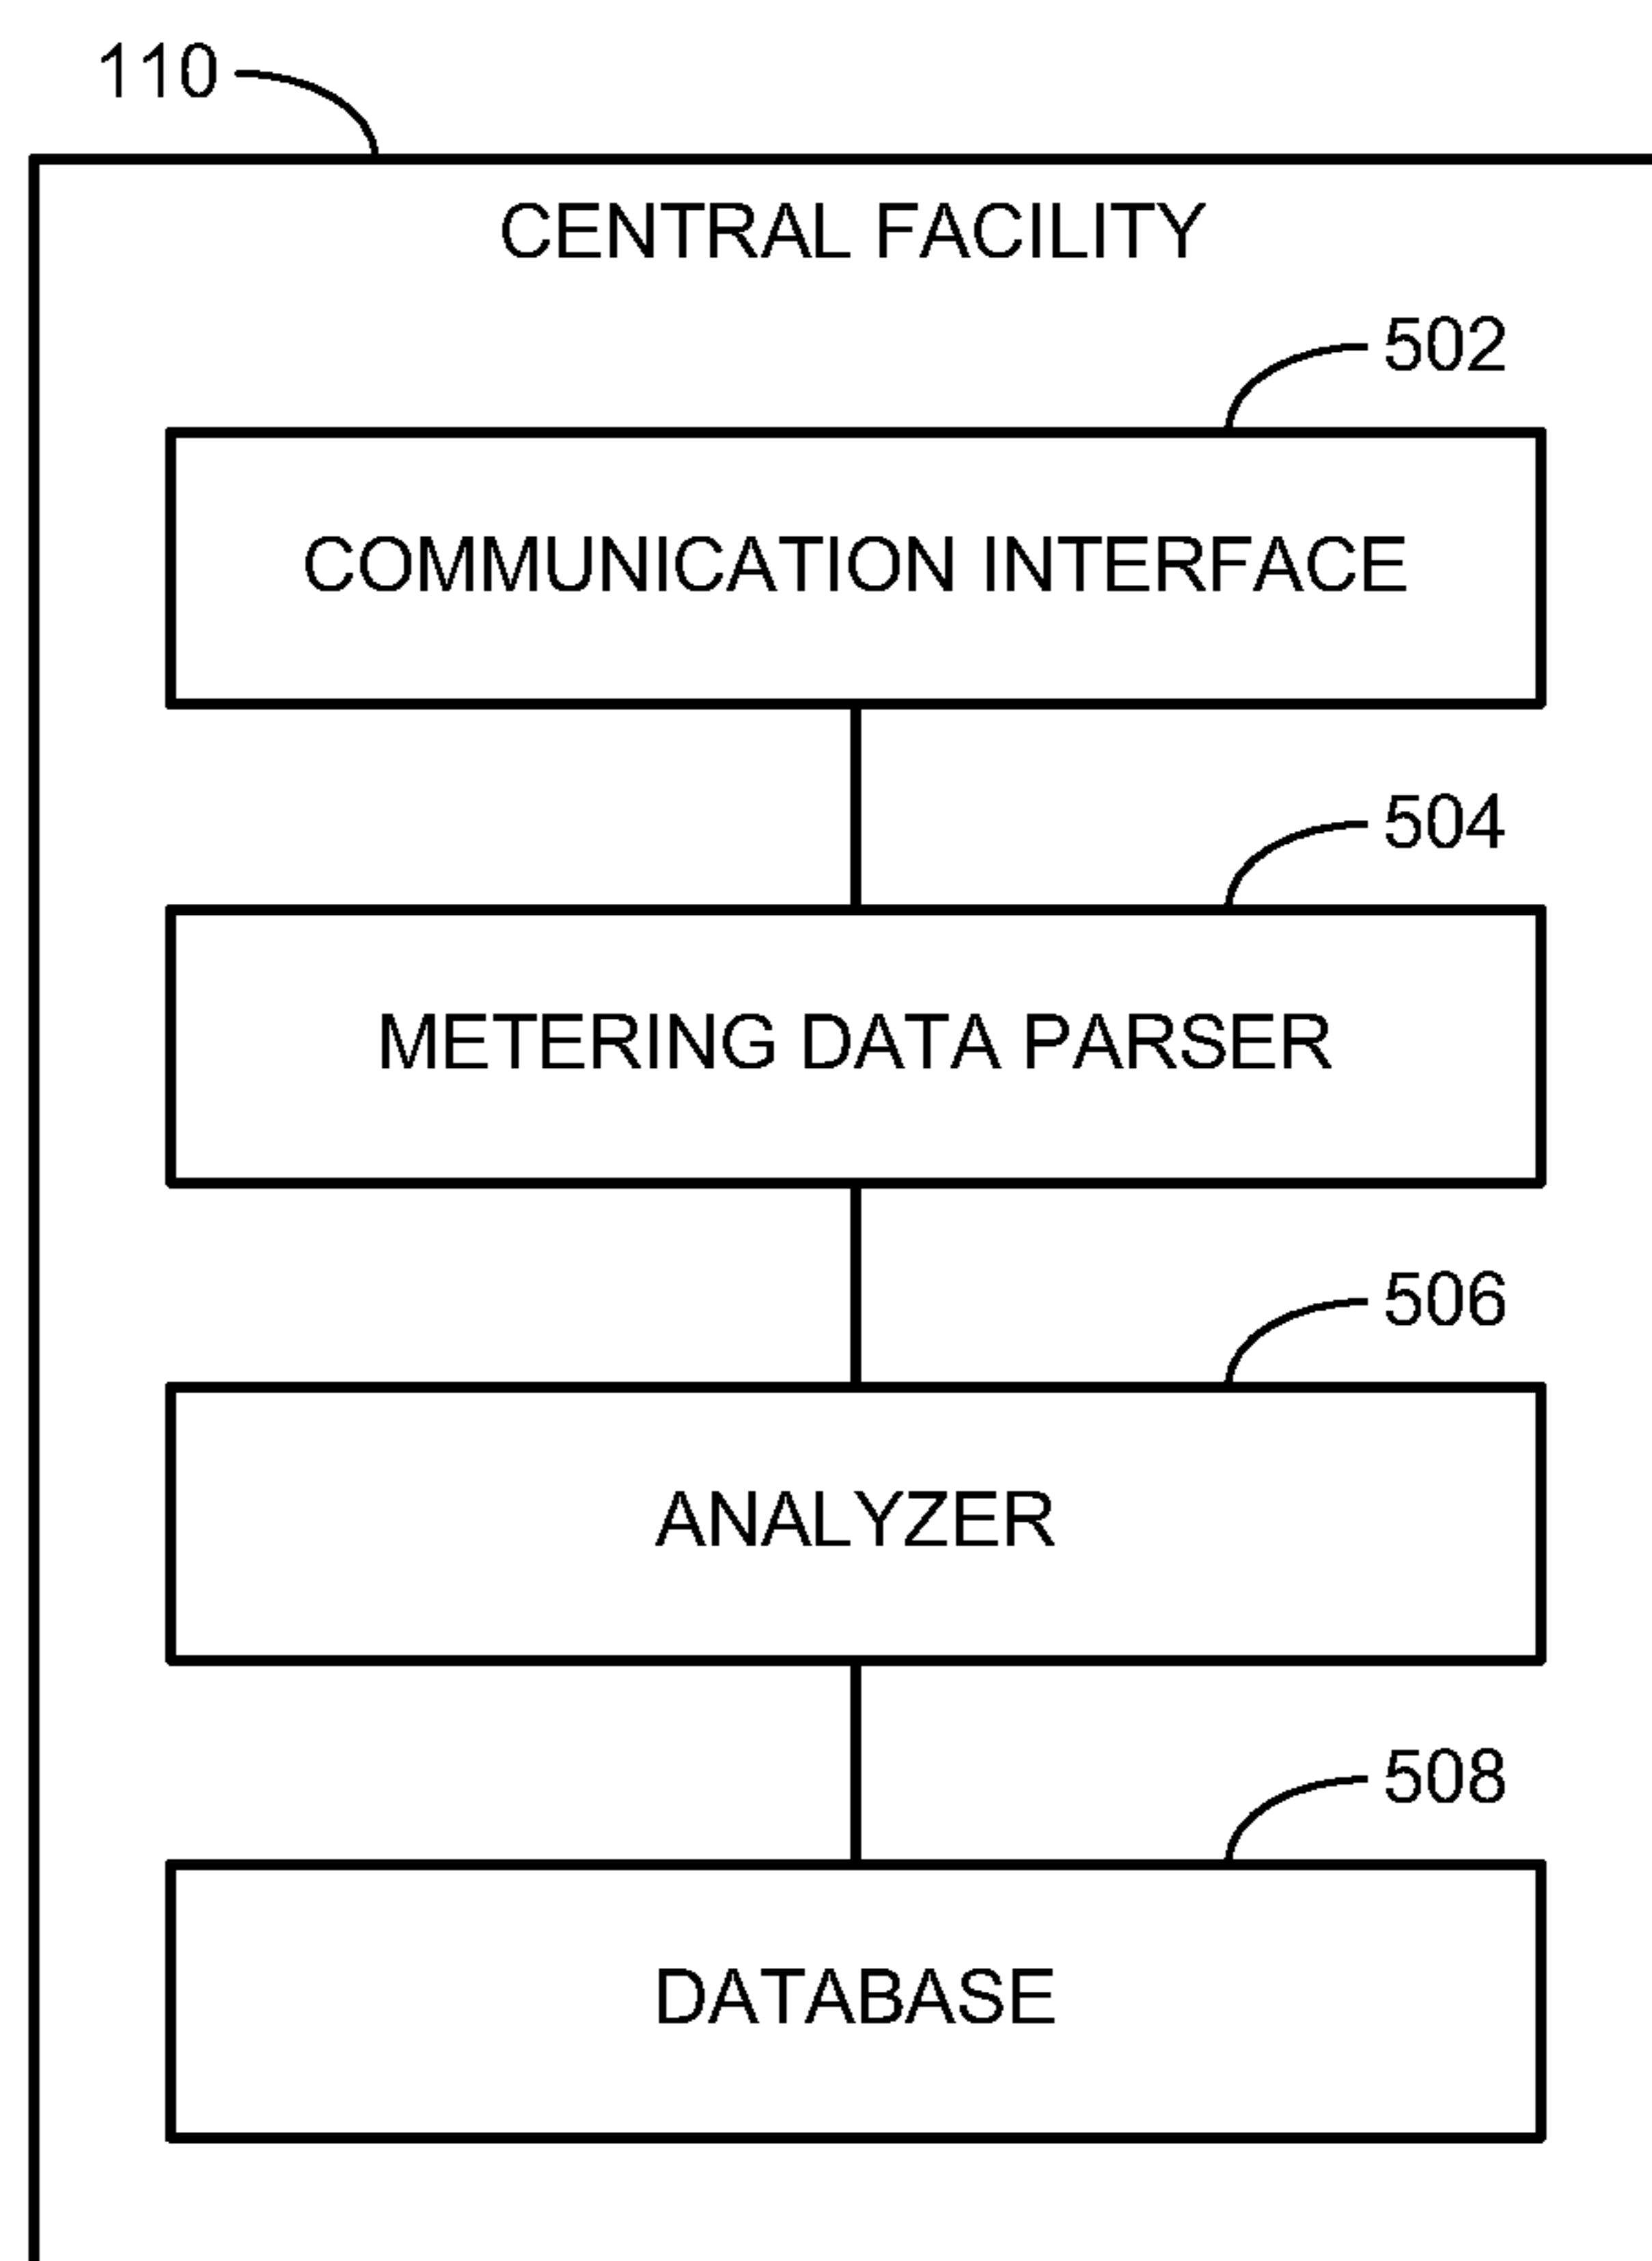 110
CENTRAL FACILITY
502
COMMUNICATION INTERFACE
504
METERING DATA PARSER
506
ANALYZER
508
DATABASE